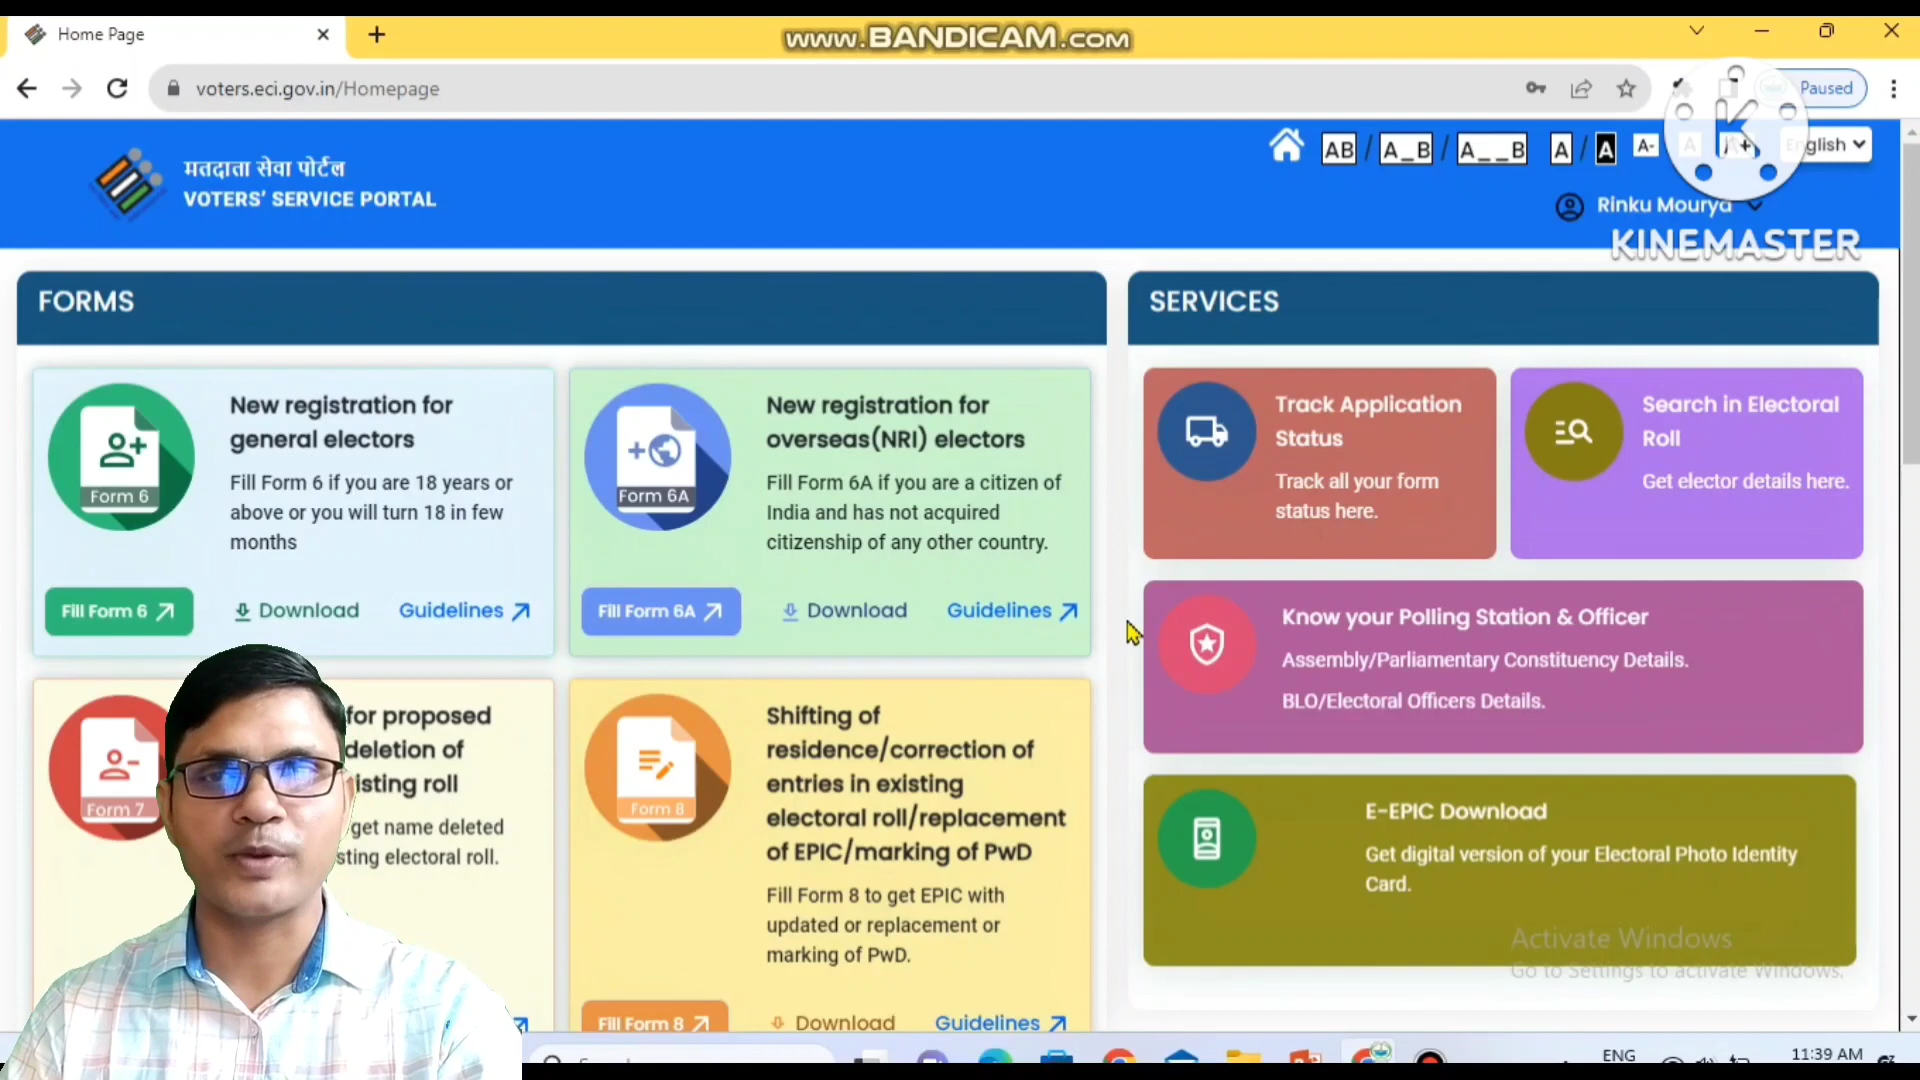 Home Page
www.BANDICAM.com
voters.eci.gov.in/Homepage
Paused
मतदाता सेवा पोर्टल
VOTERS' SERVICE PORTAL
AB / A_B / A__B A / A A- A A+ English
Rinku Mourya
KINEMASTER
FORMS
New registration for
general electors
Fill Form 6 if you are 18 years or
above or you will turn 18 in few
months
Form 6
Fill Form 6 Download Guidelines
New registration for
overseas(NRI) electors
Fill Form 6A if you are a citizen of
India and has not acquired
citizenship of any other country.
Form 6A
Fill Form 6A Download Guidelines
for proposed
deletion of
isting roll
get name deleted
sting electoral roll.
Form 7
Shifting of
residence/correction of
entries in existing
electoral roll/replacement
of EPIC/marking of PwD
Fill Form 8 to get EPIC with
updated or replacement or
marking of PwD.
Form 8
Fill Form 8 Download Guidelines
SERVICES
Track Application
Status
Track all your form
status here.
Search in Electoral
Roll
Get elector details here.
Know your Polling Station & Officer
Assembly/Parliamentary Constituency Details.
BLO/Electoral Officers Details.
E-EPIC Download
Get digital version of your Electoral Photo Identity
Card.
Activate Windows
Go to Settings to activate Windows.
ENG
11:39 AM